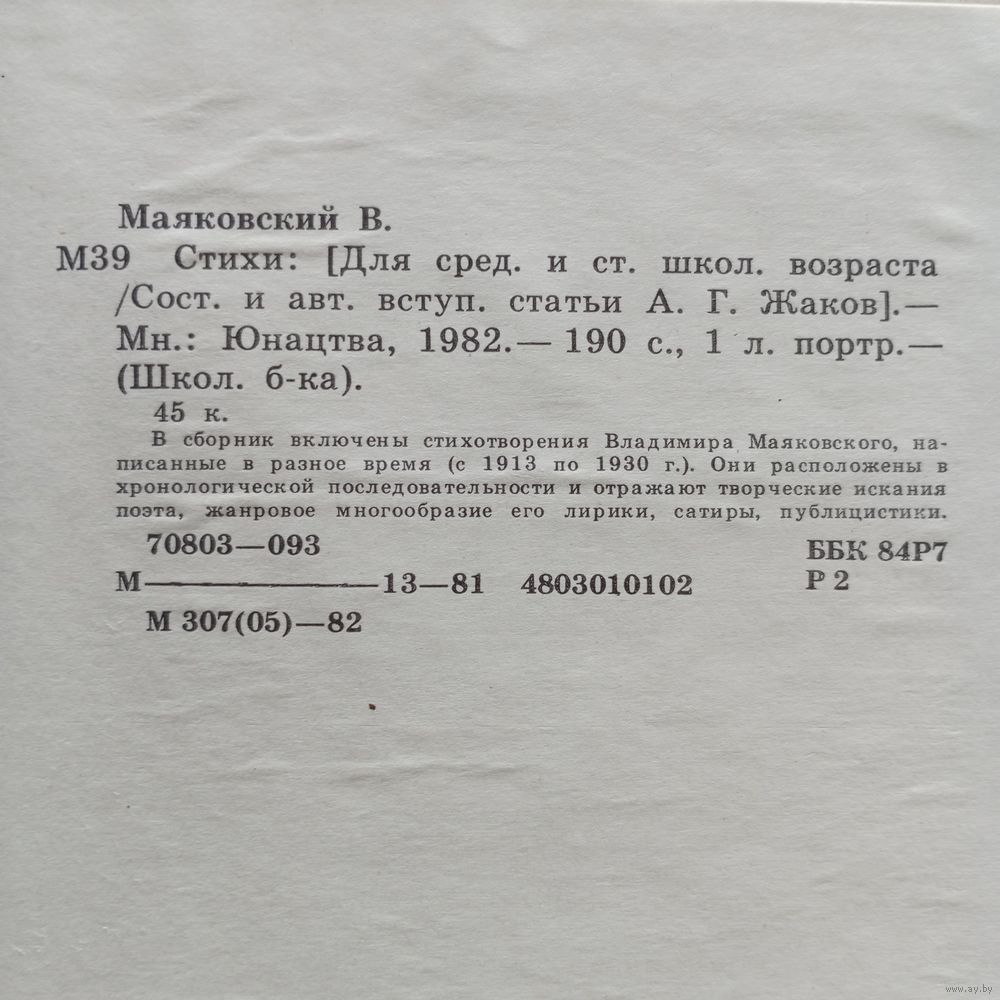 Маяковский В.
М39 Стихи: [Для сред. и ст. школ. возраста
/Сост. и авт. вступ. статьи А. Г. Жаков].—
Мн.: Юнацтва, 1982.— 190 с., 1 л. портр.—
(Школ. б-ка).
45 к.
В сборник включены стихотворения Владимира Маяковского, на-
писанные в разное время (с 1913 по 1930 г.). Они расположены в
хронологической последовательности и отражают творческие искания
поэта, жанровое многообразие его лирики, сатиры, публицистики.
70803—093
М————13—81 4803010102
М 307(05)—82
ББК 84Р7
Р 2
www.ay.by